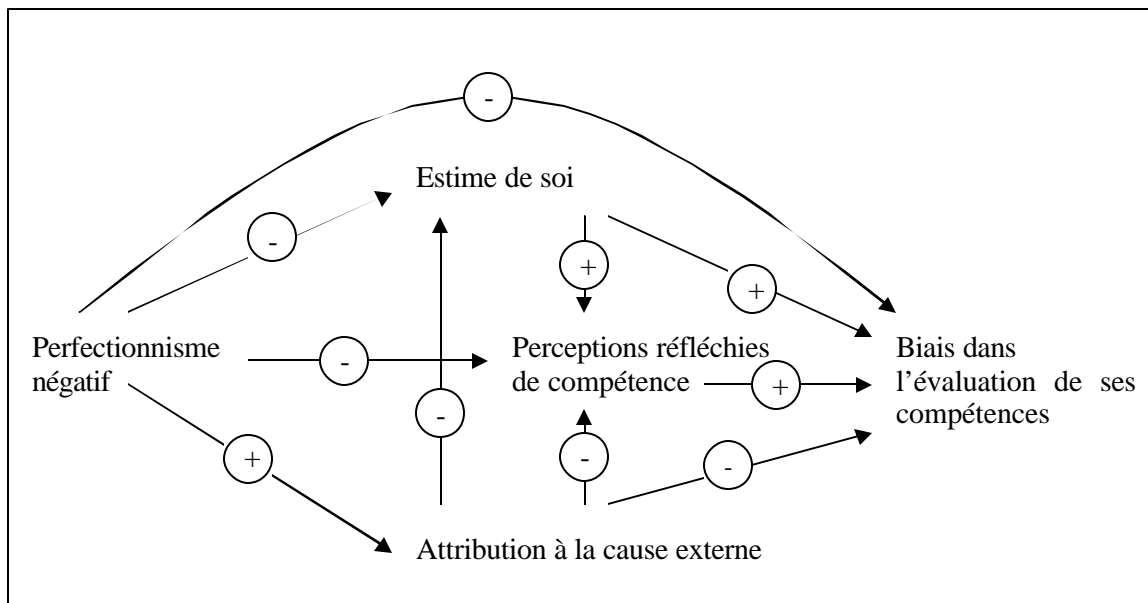 -
Estime de soi
-
+
+
Perfectionnisme
négatif
-
Perceptions réfléchies
de compétence
+
Biais dans
l’évaluation de ses
compétences
-
+
-
-
Attribution à la cause externe